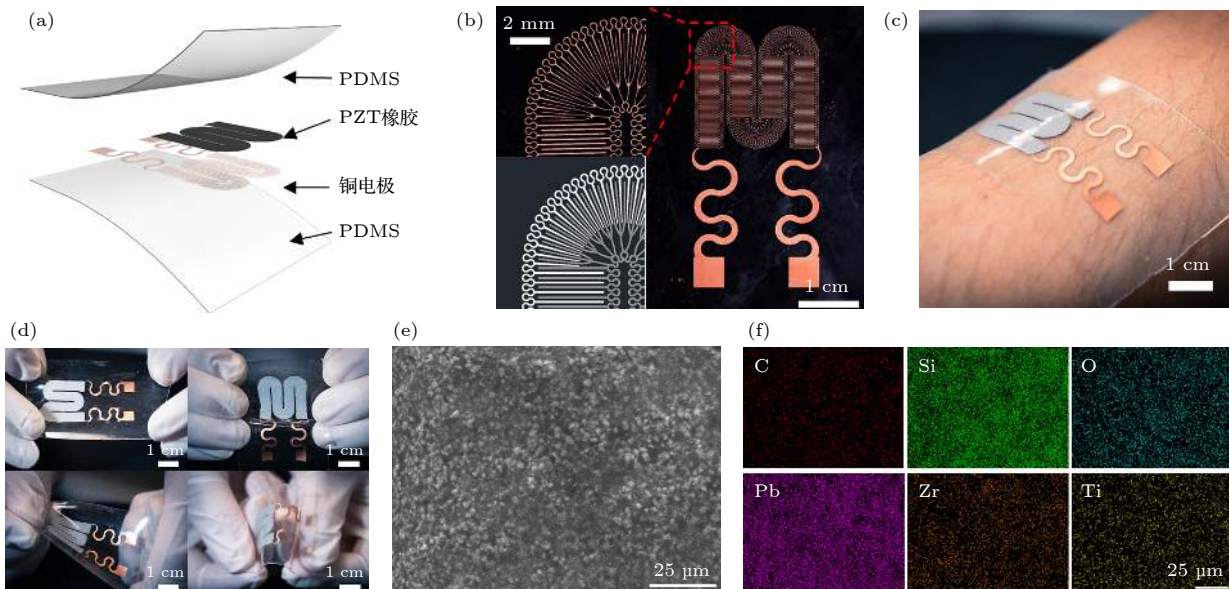 (a)
PDMS
PZT橡胶
铜电极
PDMS
(b)
2 mm
1 cm
(c)
1 cm
(d)
1 cm
1 cm
1 cm
1 cm
(e)
25 µm
(f)
C
Si
O
Pb
Zr
Ti
25 µm